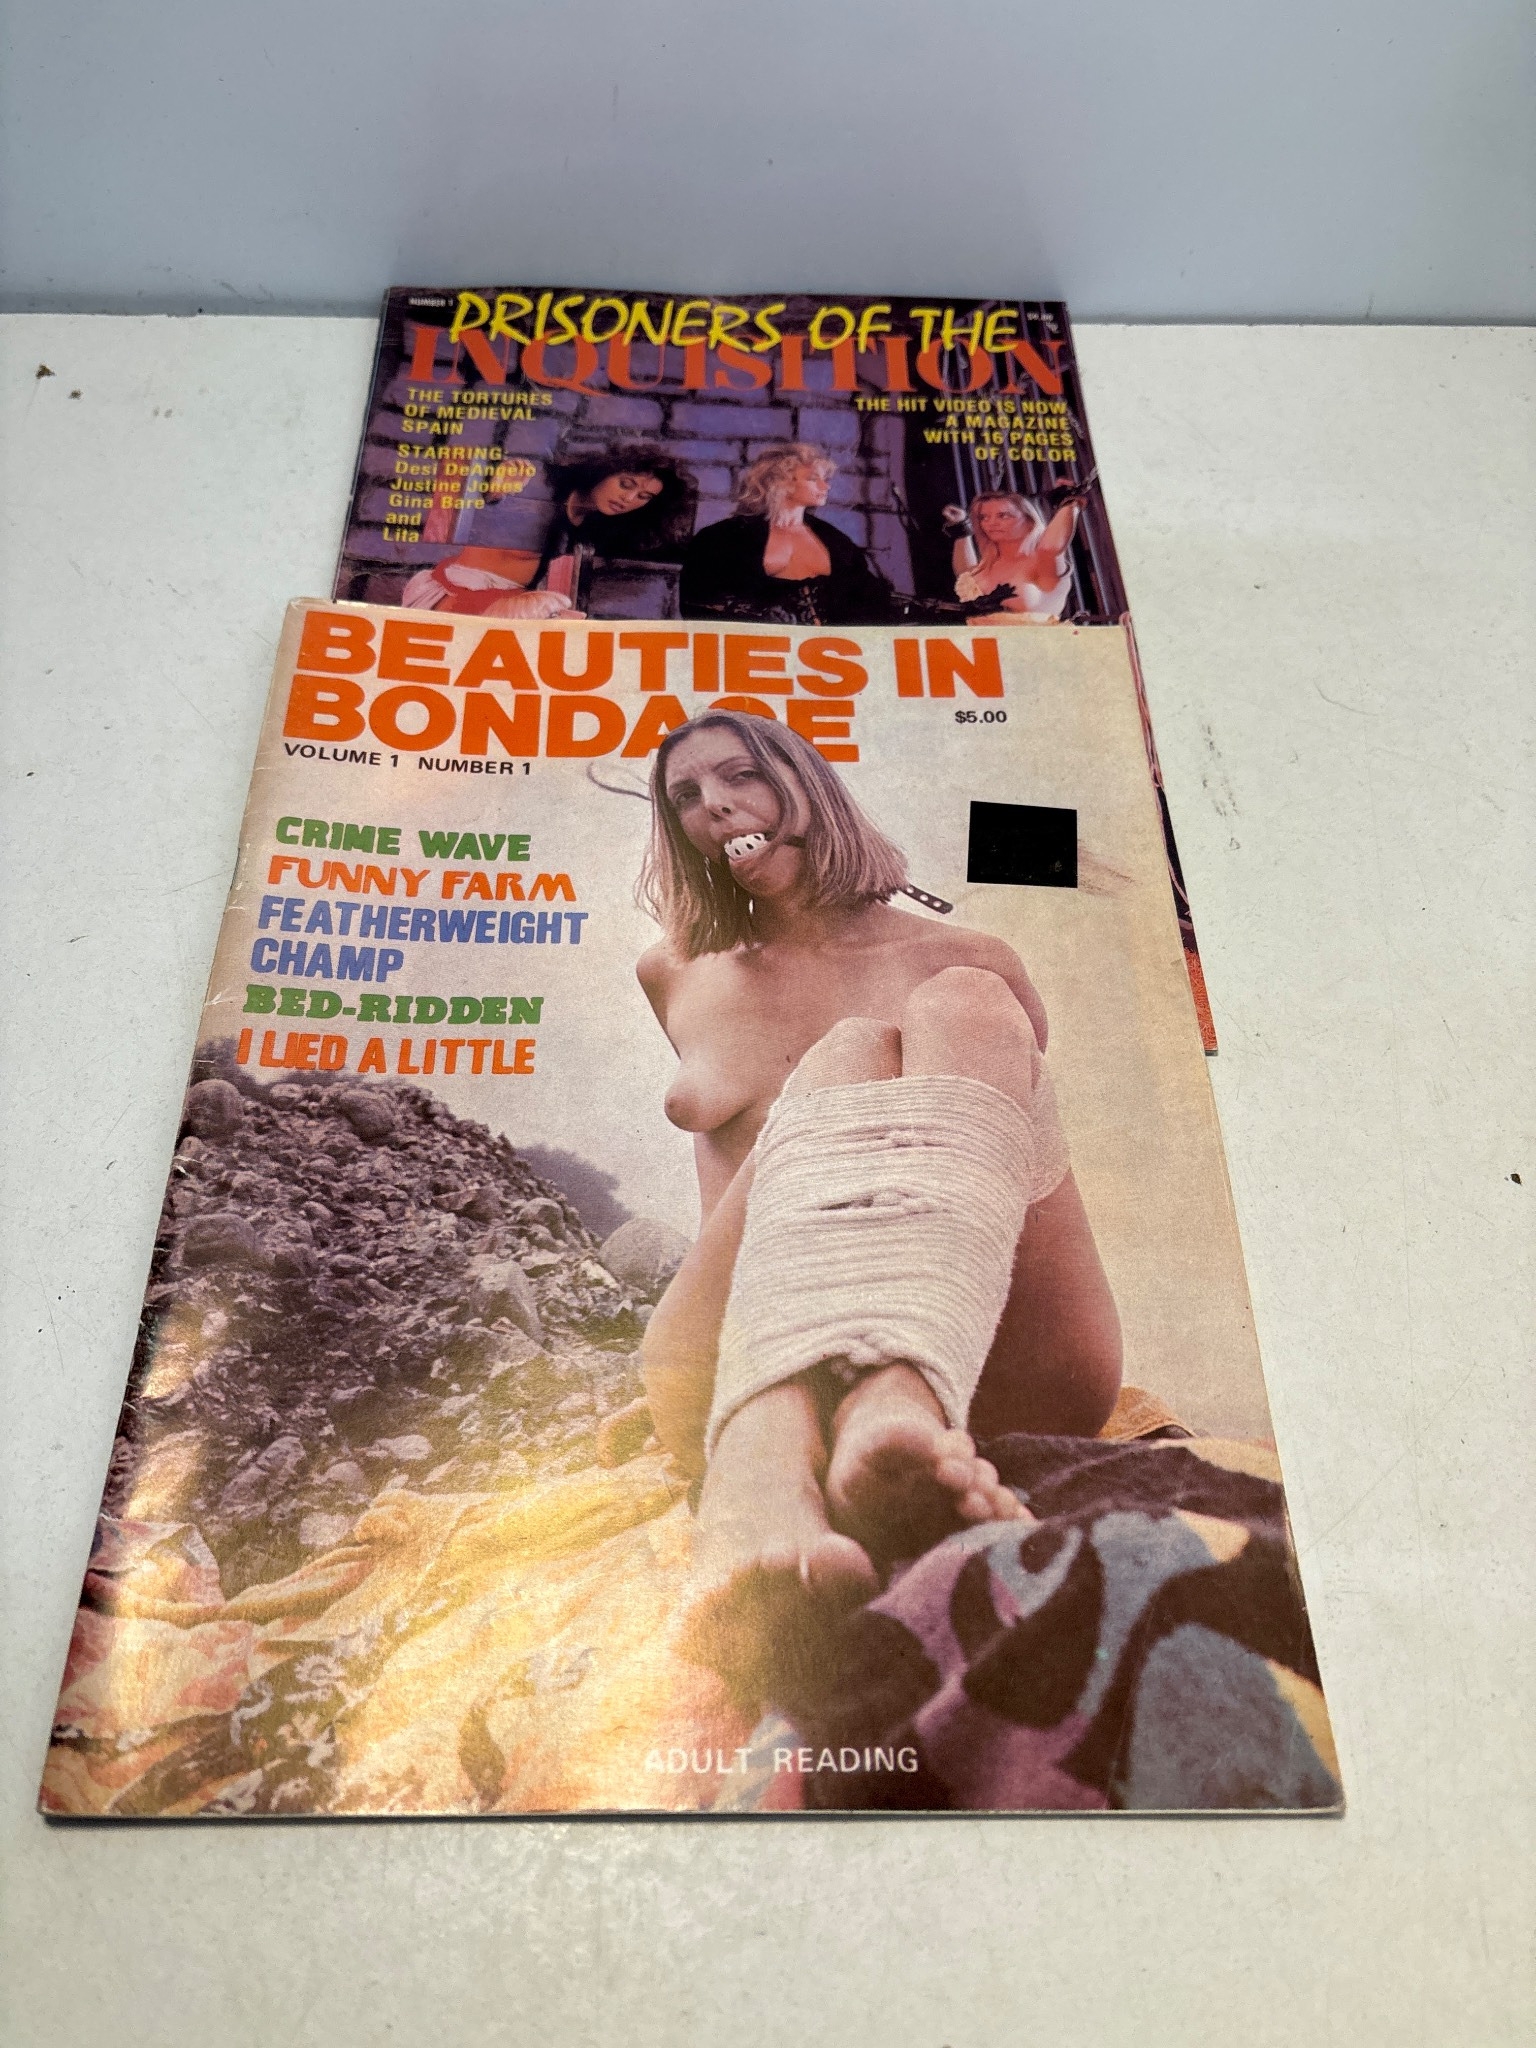 NUMBER 1
PRISONERS OF THE
INQUISITION
THE TORTURES
OF MEDIEVAL
SPAIN
STARRING:
Desi DeAngelo
Justine Jones
Gina Bare
and
Lita
THE HIT VIDEO IS NOW
A MAGAZINE
WITH 16 PAGES
OF COLOR
BEAUTIES IN
BONDAGE
$5.00
VOLUME 1 NUMBER 1
CRIME WAVE
FUNNY FARM
FEATHERWEIGHT
CHAMP
BED-RIDDEN
I LIED A LITTLE
ADULT READING